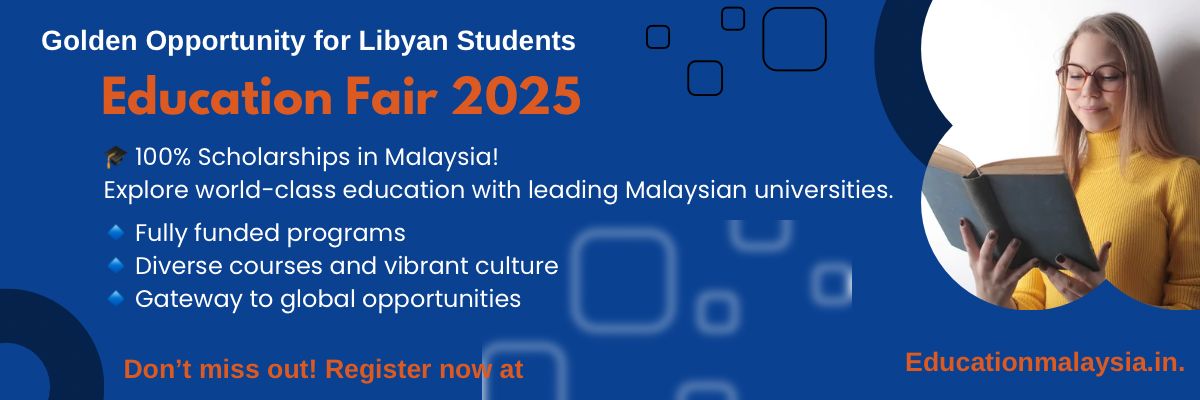 Golden Opportunity for Libyan Students
Education Fair 2025
🎓 100% Scholarships in Malaysia!
Explore world-class education with leading Malaysian universities.
🔹 Fully funded programs
🔹 Diverse courses and vibrant culture
🔹 Gateway to global opportunities
Don’t miss out! Register now at
Educationmalaysia.in.